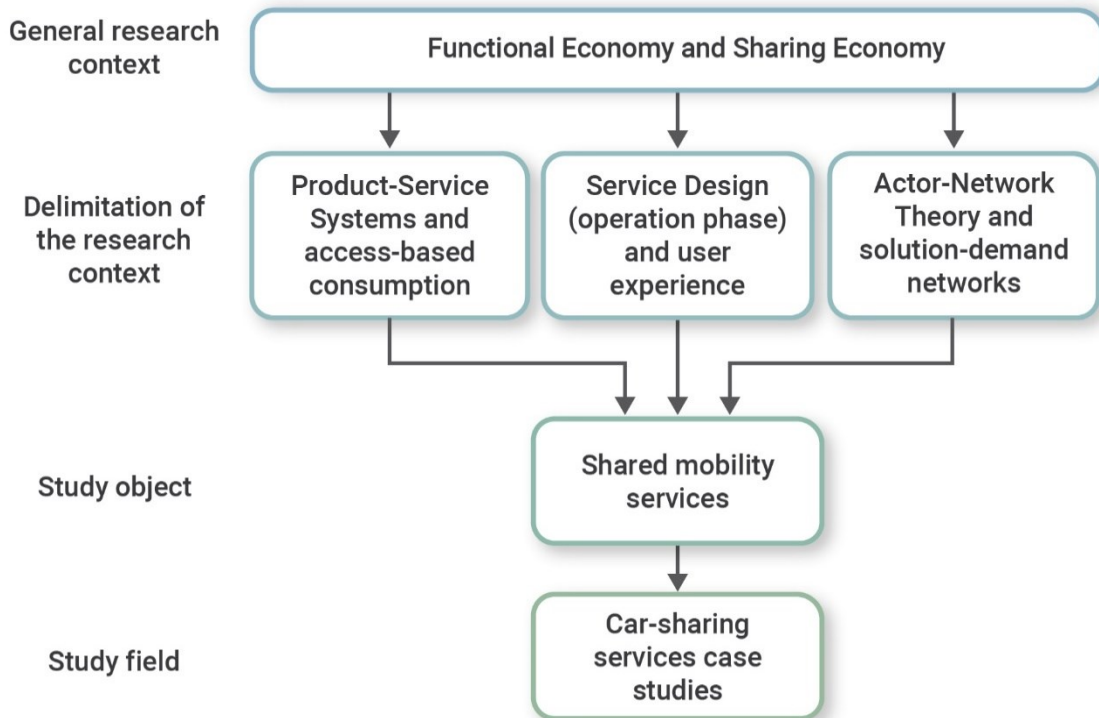 General research
context
Functional Economy and Sharing Economy
Delimitation of
the research
context
Product-Service
Systems and
access-based
consumption
Service Design
(operation phase)
and user
experience
Actor-Network
Theory and
solution-demand
networks
Study object
Shared mobility
services
Study field
Car-sharing
services case
studies